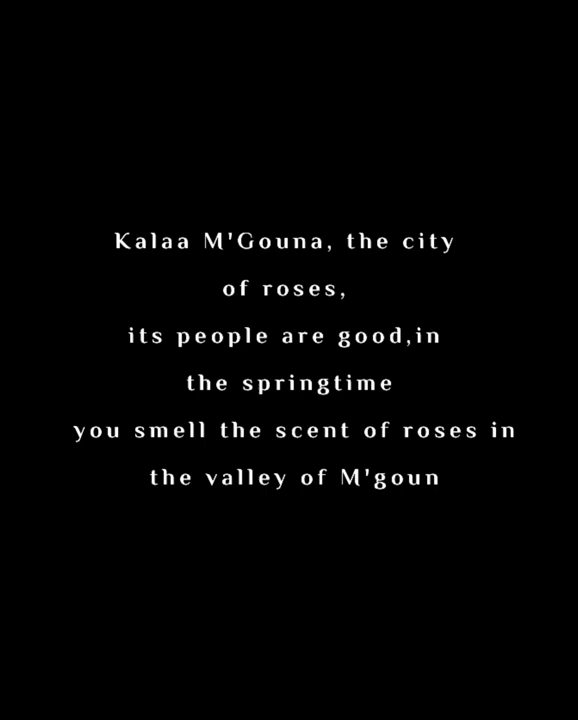 Kalaa M'Gouna, the city
of roses,
its people are good,in
the springtime
you smell the scent of roses in
the valley of M'goun